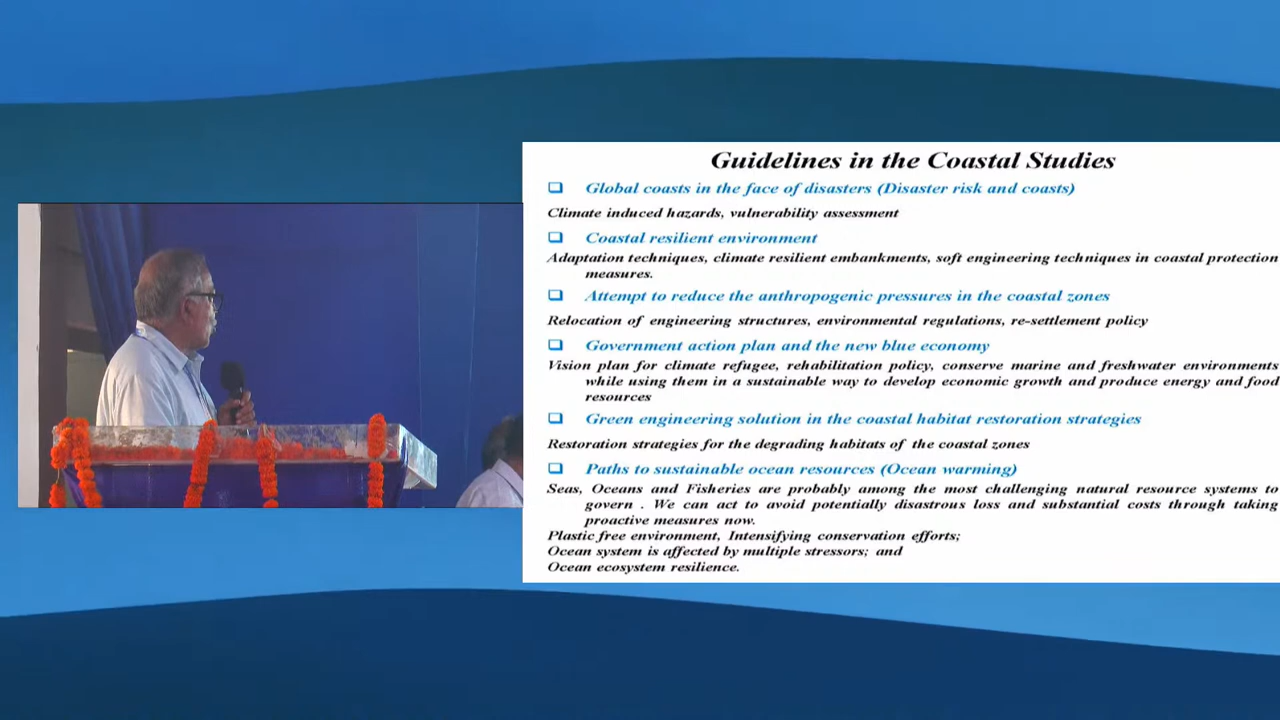 Guidelines in the Coastal Studies
Global coasts in the face of disasters (Disaster risk and coasts)
Climate induced hazards, vulnerability assessment
Coastal resilient environment
Adaptation techniques, climate resilient embankments, soft engineering techniques in coastal protection
measures.
Attempt to reduce the anthropogenic pressures in the coastal zones
Relocation of engineering structures, environmental regulations, re-settlement policy
Government action plan and the new blue economy
Vision plan for climate refugee, rehabilitation policy, conserve marine and freshwater environments
while using them in a sustainable way to develop economic growth and produce energy and food
resources
Green engineering solution in the coastal habitat restoration strategies
Restoration strategies for the degrading habitats of the coastal zones
Paths to sustainable ocean resources (Ocean warming)
Seas, Oceans and Fisheries are probably among the most challenging natural resource systems to
govern . We can act to avoid potentially disastrous loss and substantial costs through taking
proactive measures now.
Plastic free environment, Intensifying conservation efforts;
Ocean system is affected by multiple stressors; and
Ocean ecosystem resilience.